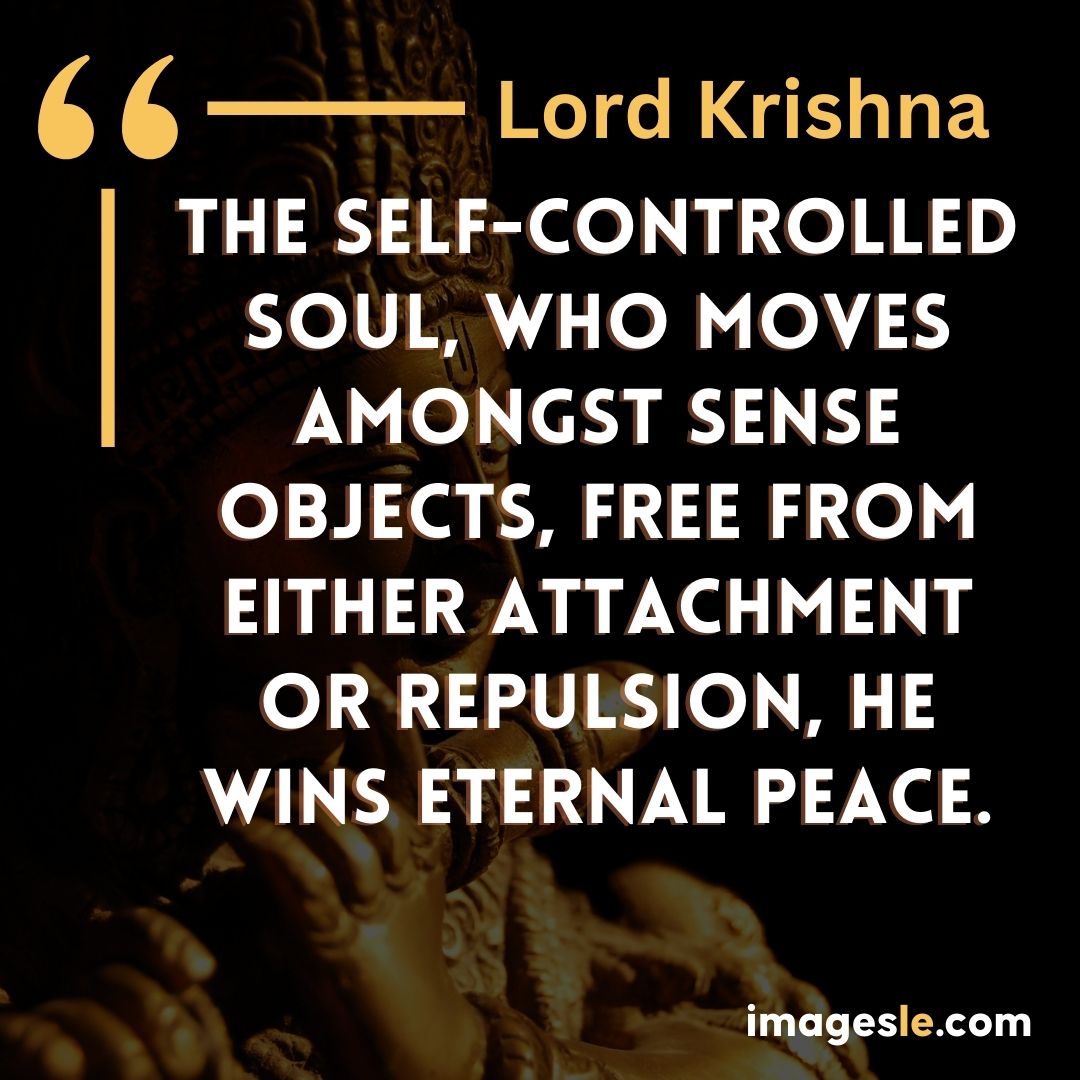 “ Lord Krishna
THE SELF-CONTROLLED
SOUL, WHO MOVES
AMONGST SENSE
OBJECTS, FREE FROM
EITHER ATTACHMENT
OR REPULSION, HE
WINS ETERNAL PEACE.
imagesle.com